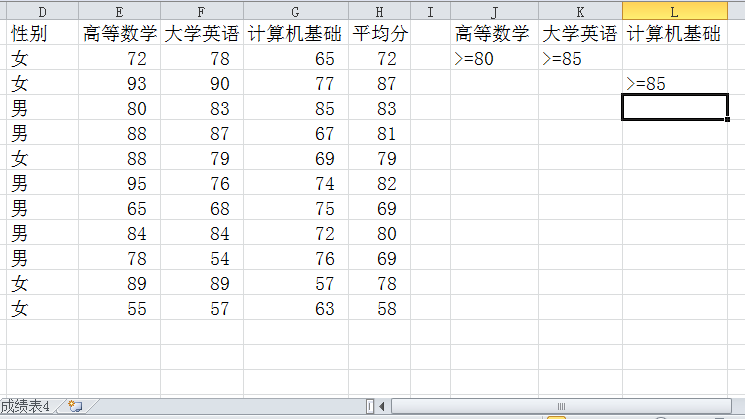 D E F G H I J K L
性别 高等数学 大学英语 计算机基础 平均分 高等数学 大学英语 计算机基础
女 72 78 65 72 >=80 >=85
女 93 90 77 87 >=85
男 80 83 85 83
男 88 87 67 81
女 88 79 69 79
男 95 76 74 82
男 65 68 75 69
男 84 84 72 80
男 78 54 76 69
女 89 89 57 78
女 55 57 63 58
成绩表4